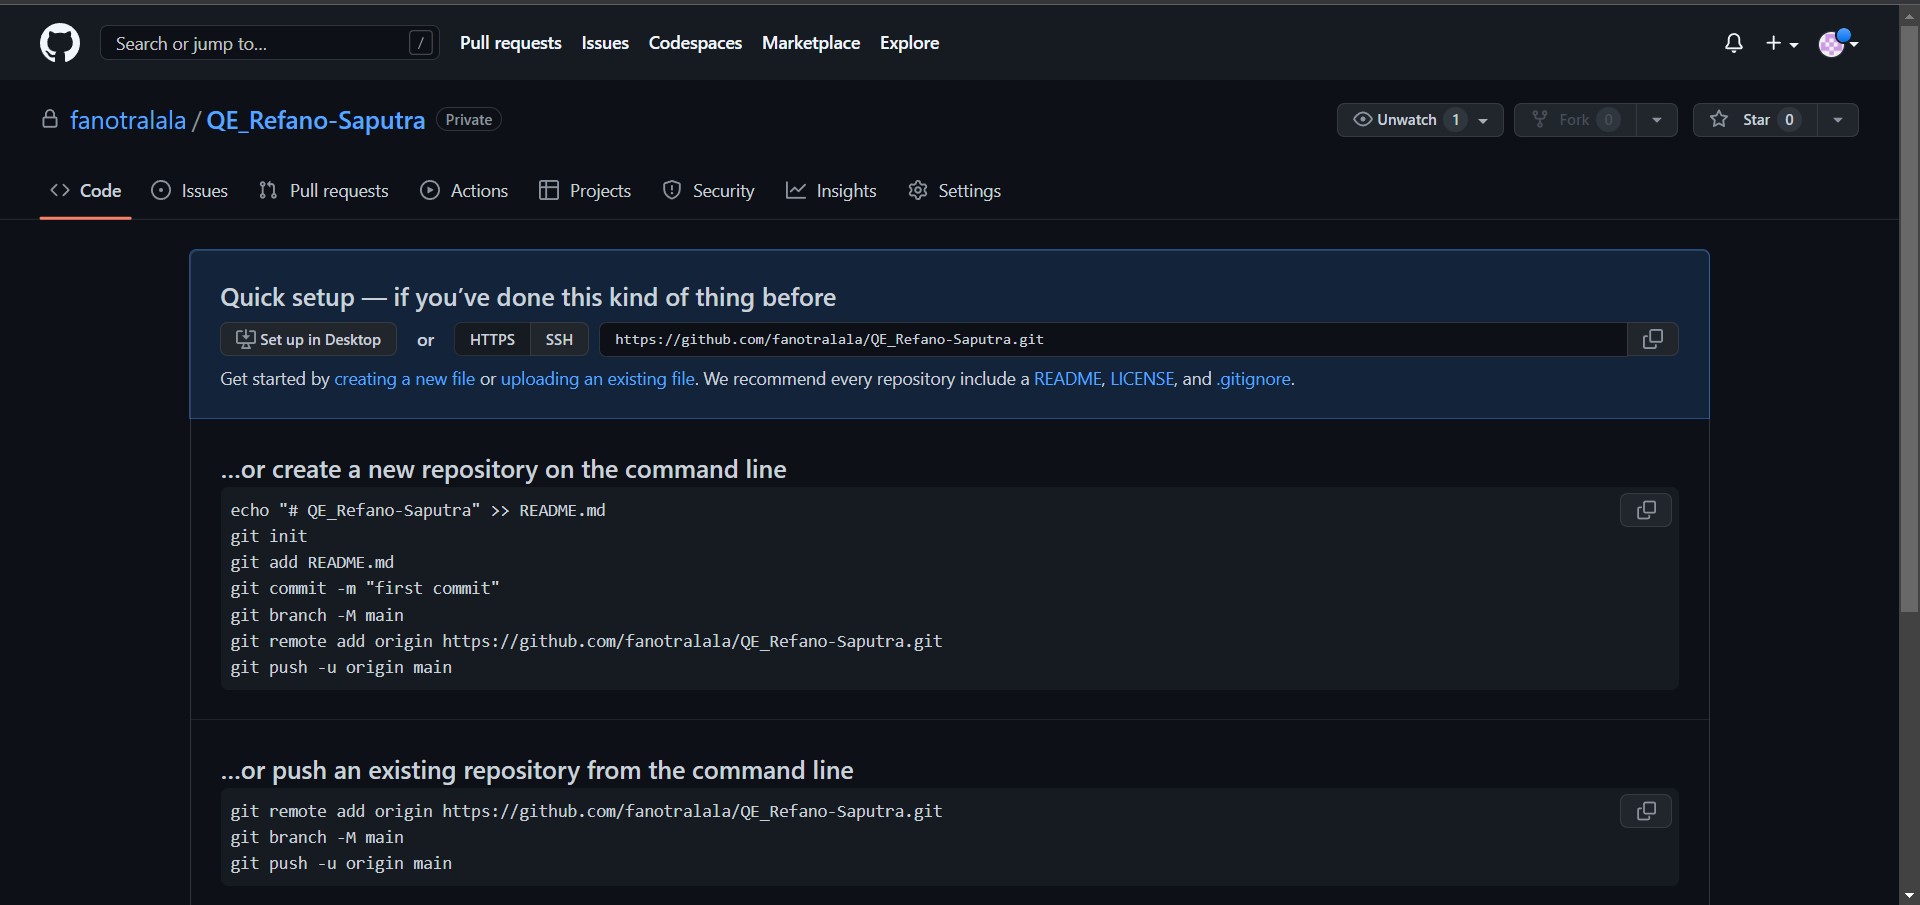 Search or jump to... /
Pull requests Issues Codespaces Marketplace Explore
fanotralala / QE_Refano-Saputra Private
Unwatch 1 Fork 0 Star 0
Code Issues Pull requests Actions Projects Security Insights Settings
Quick setup — if you’ve done this kind of thing before
Set up in Desktop or HTTPS SSH https://github.com/fanotralala/QE_Refano-Saputra.git
Get started by creating a new file or uploading an existing file. We recommend every repository include a README, LICENSE, and .gitignore.
…or create a new repository on the command line
echo "# QE_Refano-Saputra" >> README.md
git init
git add README.md
git commit -m "first commit"
git branch -M main
git remote add origin https://github.com/fanotralala/QE_Refano-Saputra.git
git push -u origin main
…or push an existing repository from the command line
git remote add origin https://github.com/fanotralala/QE_Refano-Saputra.git
git branch -M main
git push -u origin main